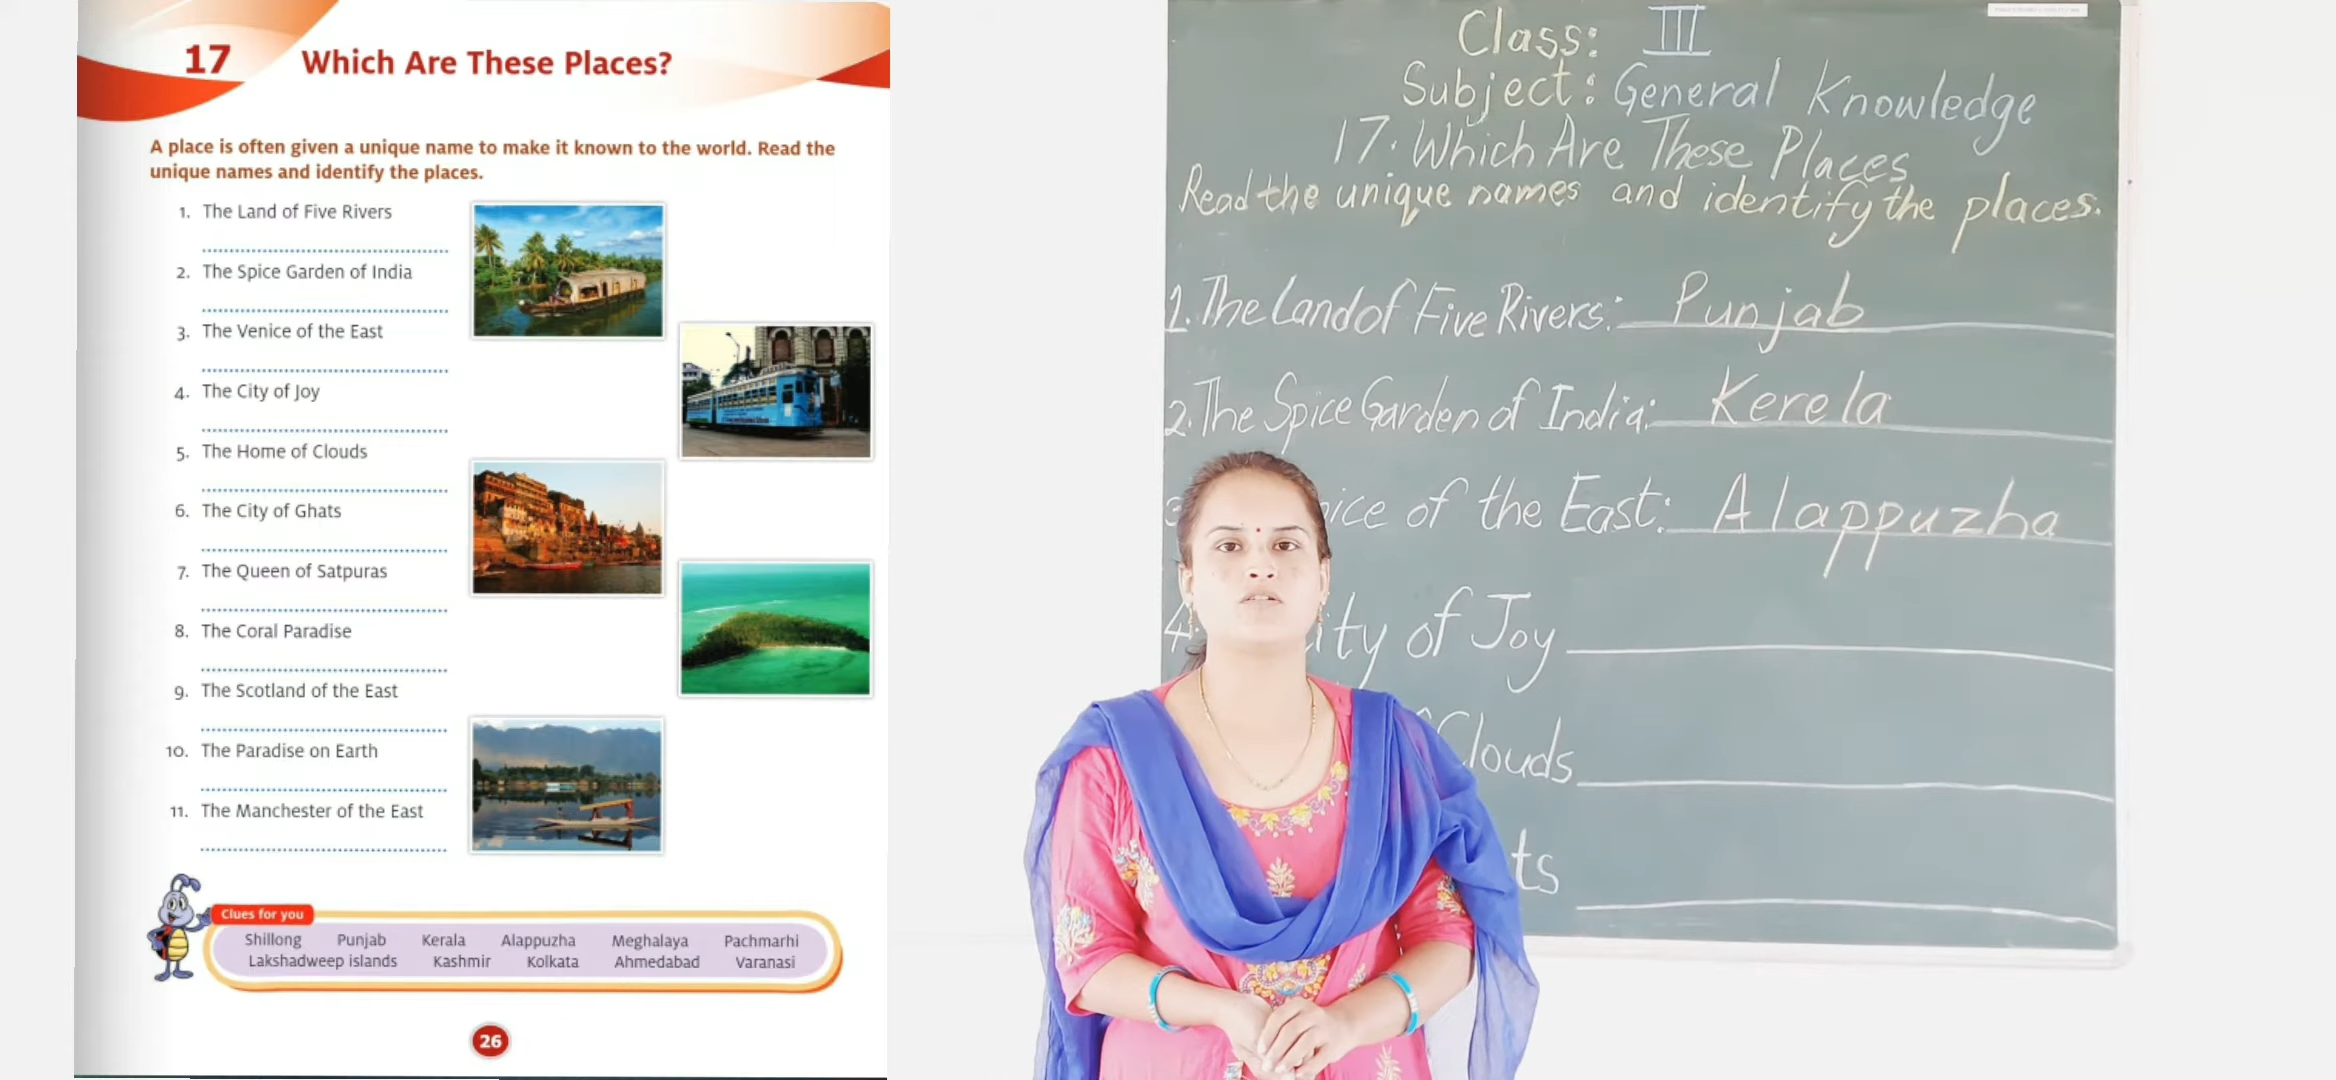 17 Which Are These Places?
A place is often given a unique name to make it known to the world. Read the
unique names and identify the places.
1. The Land of Five Rivers
2. The Spice Garden of India
3. The Venice of the East
4. The City of Joy
5. The Home of Clouds
6. The City of Ghats
7. The Queen of Satpuras
8. The Coral Paradise
9. The Scotland of the East
10. The Paradise on Earth
11. The Manchester of the East
Clues for you
Shillong Punjab Kerala Alappuzha Meghalaya Pachmarhi
Lakshadweep islands Kashmir Kolkata Ahmedabad Varanasi
26
Class: III
Subject: General Knowledge
17. Which Are These Places
Read the unique names and identify the places.
1. The Land of Five Rivers: Punjab
2. The Spice Garden of India: Kerela
of the East: Alappuzha
4. of Joy
Clouds